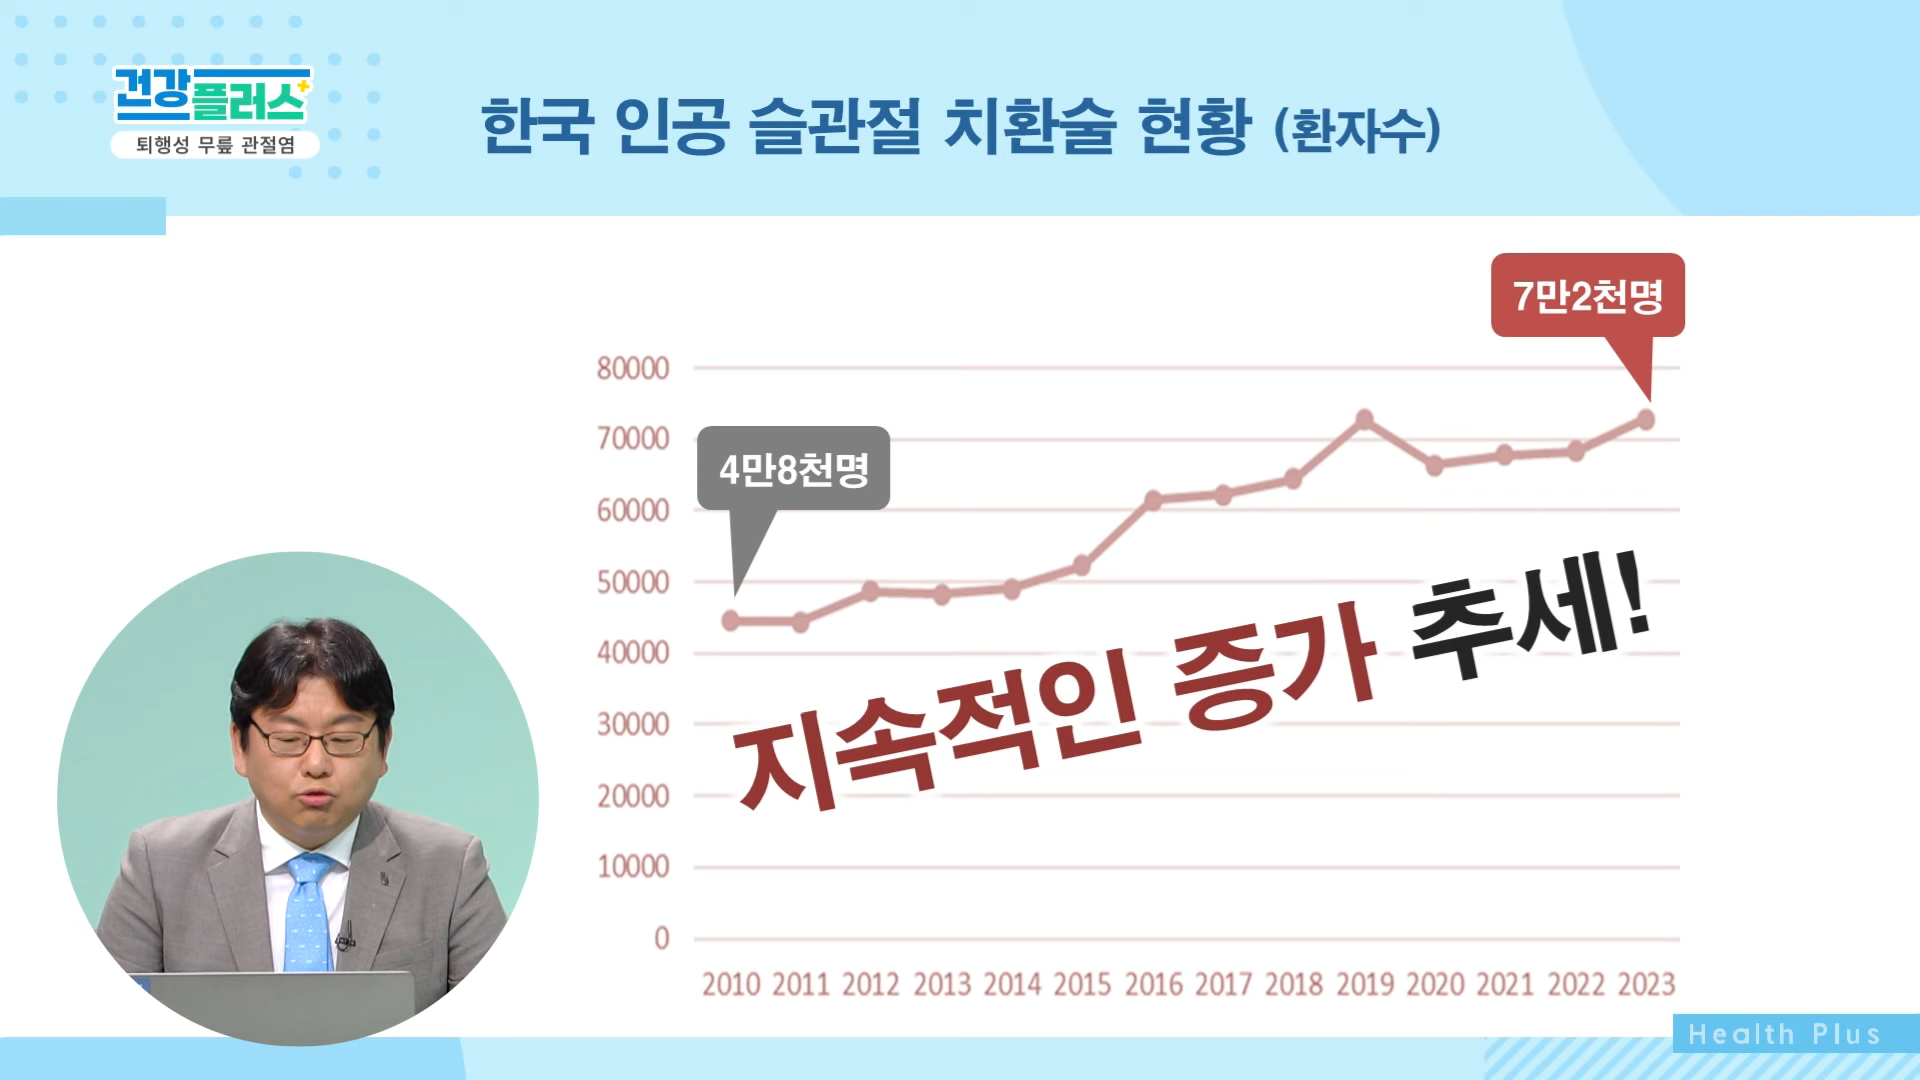 건강플러스+
퇴행성 무릎 관절염
한국 인공 슬관절 치환술 현황 (환자수)
7만2천명
4만8천명
80000
70000
60000
50000
40000
30000
20000
10000
0
지속적인 증가 추세!
2010 2011 2012 2013 2014 2015 2016 2017 2018 2019 2020 2021 2022 2023
Health Plus